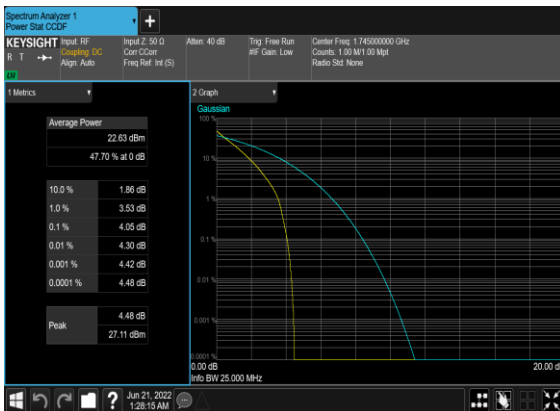 Spectrum Analyzer 1
Power Stat CCDF
+
KEYSIGHT
R T
LV
Input: RF
Coupling: DC
Align: Auto
Input Z: 50 Ω
Corr CCorr
Freq Ref: Int (S)
Atten: 40 dB
Trig: Free Run
#IF Gain: Low
Center Freq: 1.745000000 GHz
Counts: 1.00 M/1.00 Mpt
Radio Std: None
1 Metrics
Average Power
22.63 dBm
47.70 % at 0 dB
10.0 % 1.86 dB
1.0 % 3.53 dB
0.1 % 4.05 dB
0.01 % 4.30 dB
0.001 % 4.42 dB
0.0001 % 4.48 dB
Peak 4.48 dB
27.11 dBm
2 Graph
Gaussian
100 %
10 %
1 %
0.1 %
0.01 %
0.001 %
0.0001 %
0.00 dB 20.00 d
Info BW 25.000 MHz
? Jun 21, 2022
1:28:15 AM